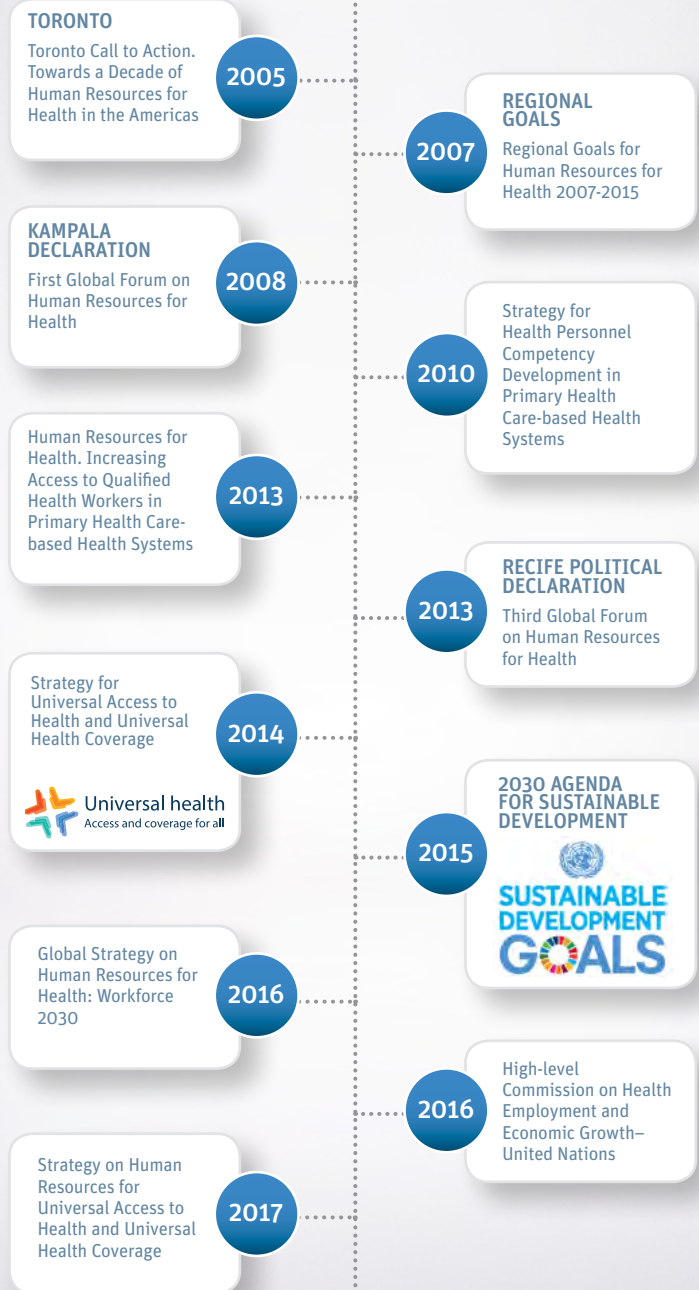 TORONTO
Toronto Call to Action.
Towards a Decade of
Human Resources for
Health in the Americas
2005
2007
REGIONAL
GOALS
Regional Goals for
Human Resources for
Health 2007-2015
KAMPALA
DECLARATION
First Global Forum on
Human Resources for
Health
2008
2010
Strategy for
Health Personnel
Competency
Development in
Primary Health
Care-based Health
Systems
Human Resources for
Health. Increasing
Access to Qualified
Health Workers in
Primary Health Care-
based Health Systems
2013
2013
RECIFE POLITICAL
DECLARATION
Third Global Forum
on Human Resources
for Health
Strategy for
Universal Access to
Health and Universal
Health Coverage
Universal health
Access and coverage for all
2014
2015
2030 AGENDA
FOR SUSTAINABLE
DEVELOPMENT
SUSTAINABLE
DEVELOPMENT
GOALS
Global Strategy on
Human Resources for
Health: Workforce
2030
2016
2016
High-level
Commission on Health
Employment and
Economic Growth–
United Nations
Strategy on Human
Resources for
Universal Access to
Health and Universal
Health Coverage
2017